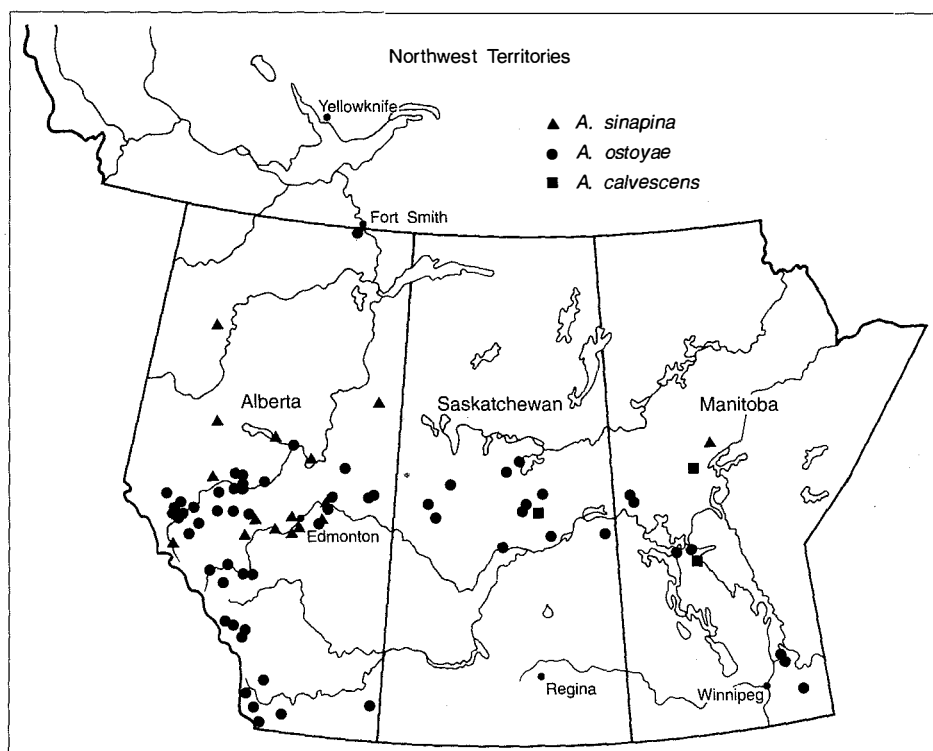 Northwest Territories
Yellowknife
A. sinapina
A. ostoyae
A. calvescens
Fort Smith
Alberta
Saskatchewan
Manitoba
Edmonton
Regina
Winnipeg